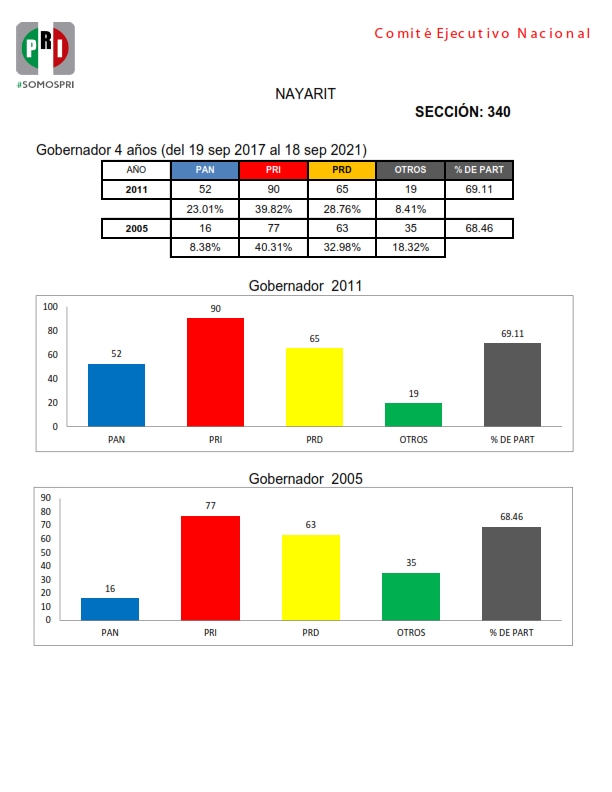 PRI
#SOMOSPRI
Comité Ejecutivo Nacional
NAYARIT
SECCIÓN: 340
Gobernador 4 años (del 19 sep 2017 al 18 sep 2021)
AÑO PAN PRI PRD OTROS % DE PART
2011 52 90 65 19 69.11
23.01% 39.82% 28.76% 8.41%
2005 16 77 63 35 68.46
8.38% 40.31% 32.98% 18.32%
Gobernador 2011
100
80
60
40
20
0
52
90
65
19
69.11
PAN PRI PRD OTROS % DE PART
Gobernador 2005
90
80
70
60
50
40
30
20
10
0
16
77
63
35
68.46
PAN PRI PRD OTROS % DE PART